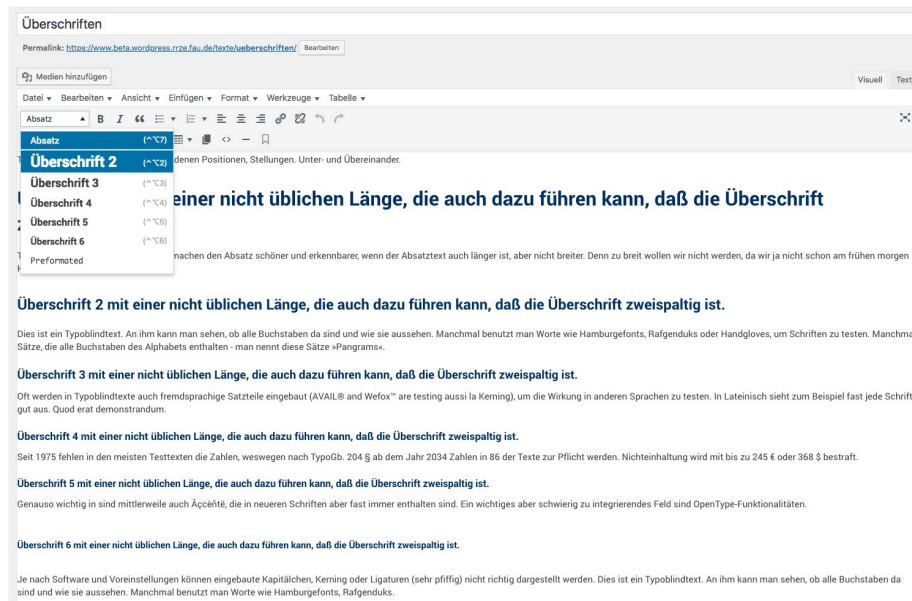 Überschriften
Permalink: https://www.beta.wordpress.rrze.fau.de/texte/ueberschriften/ Bearbeiten
Medien hinzufügen
Visuell Text
Datei Bearbeiten Ansicht Einfügen Format Werkzeuge Tabelle
Absatz B I
Absatz (^⌥7)
Überschrift 2 (^⌥2)
Überschrift 3 (^⌥3)
Überschrift 4 (^⌥4)
Überschrift 5 (^⌥5)
Überschrift 6 (^⌥6)
Preformated
denen Positionen, Stellungen. Unter- und Übereinander.
einer nicht üblichen Länge, die auch dazu führen kann, daß die Überschrift
machen den Absatz schöner und erkennbarer, wenn der Absatztext auch länger ist, aber nicht breiter. Denn zu breit wollen wir nicht werden, da wir ja nicht schon am frühen morgen
Überschrift 2 mit einer nicht üblichen Länge, die auch dazu führen kann, daß die Überschrift zweispaltig ist.
Dies ist ein Typoblindtext. An ihm kann man sehen, ob alle Buchstaben da sind und wie sie aussehen. Manchmal benutzt man Worte wie Hamburgefonts, Rafgenduks oder Handgloves, um Schriften zu testen. Manchma
Sätze, die alle Buchstaben des Alphabets enthalten - man nennt diese Sätze »Pangrams«.
Überschrift 3 mit einer nicht üblichen Länge, die auch dazu führen kann, daß die Überschrift zweispaltig ist.
Oft werden in Typoblindtexte auch fremdsprachige Satzteile eingebaut (AVAIL® and Wefox™ are testing aussi la Kerning), um die Wirkung in anderen Sprachen zu testen. In Lateinisch sieht zum Beispiel fast jede Schrift
gut aus. Quod erat demonstrandum.
Überschrift 4 mit einer nicht üblichen Länge, die auch dazu führen kann, daß die Überschrift zweispaltig ist.
Seit 1975 fehlen in den meisten Testtexten die Zahlen, weswegen nach TypoGb. 204 § ab dem Jahr 2034 Zahlen in 86 der Texte zur Pflicht werden. Nichteinhaltung wird mit bis zu 245 € oder 368 $ bestraft.
Überschrift 5 mit einer nicht üblichen Länge, die auch dazu führen kann, daß die Überschrift zweispaltig ist.
Genauso wichtig in sind mittlerweile auch Âçcèñtë, die in neueren Schriften aber fast immer enthalten sind. Ein wichtiges aber schwierig zu integrierendes Feld sind OpenType-Funktionalitäten.
Überschrift 6 mit einer nicht üblichen Länge, die auch dazu führen kann, daß die Überschrift zweispaltig ist.
Je nach Software und Voreinstellungen können eingebaute Kapitälchen, Kerning oder Ligaturen (sehr pfiffig) nicht richtig dargestellt werden. Dies ist ein Typoblindtext. An ihm kann man sehen, ob alle Buchstaben da
sind und wie sie aussehen. Manchmal benutzt man Worte wie Hamburgefonts, Rafgenduks.